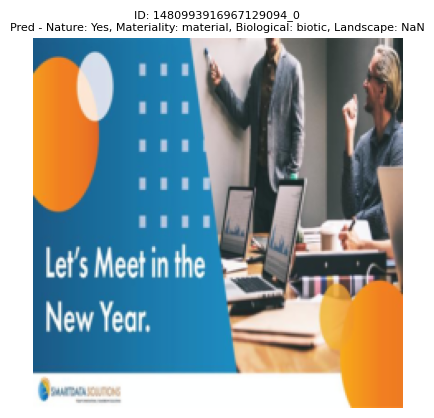 ID: 1480993916967129094_0
Pred - Nature: Yes, Materiality: material, Biological: biotic, Landscape: NaN
Let's Meet in the
New Year.
SMARTDATA SOLUTIONS